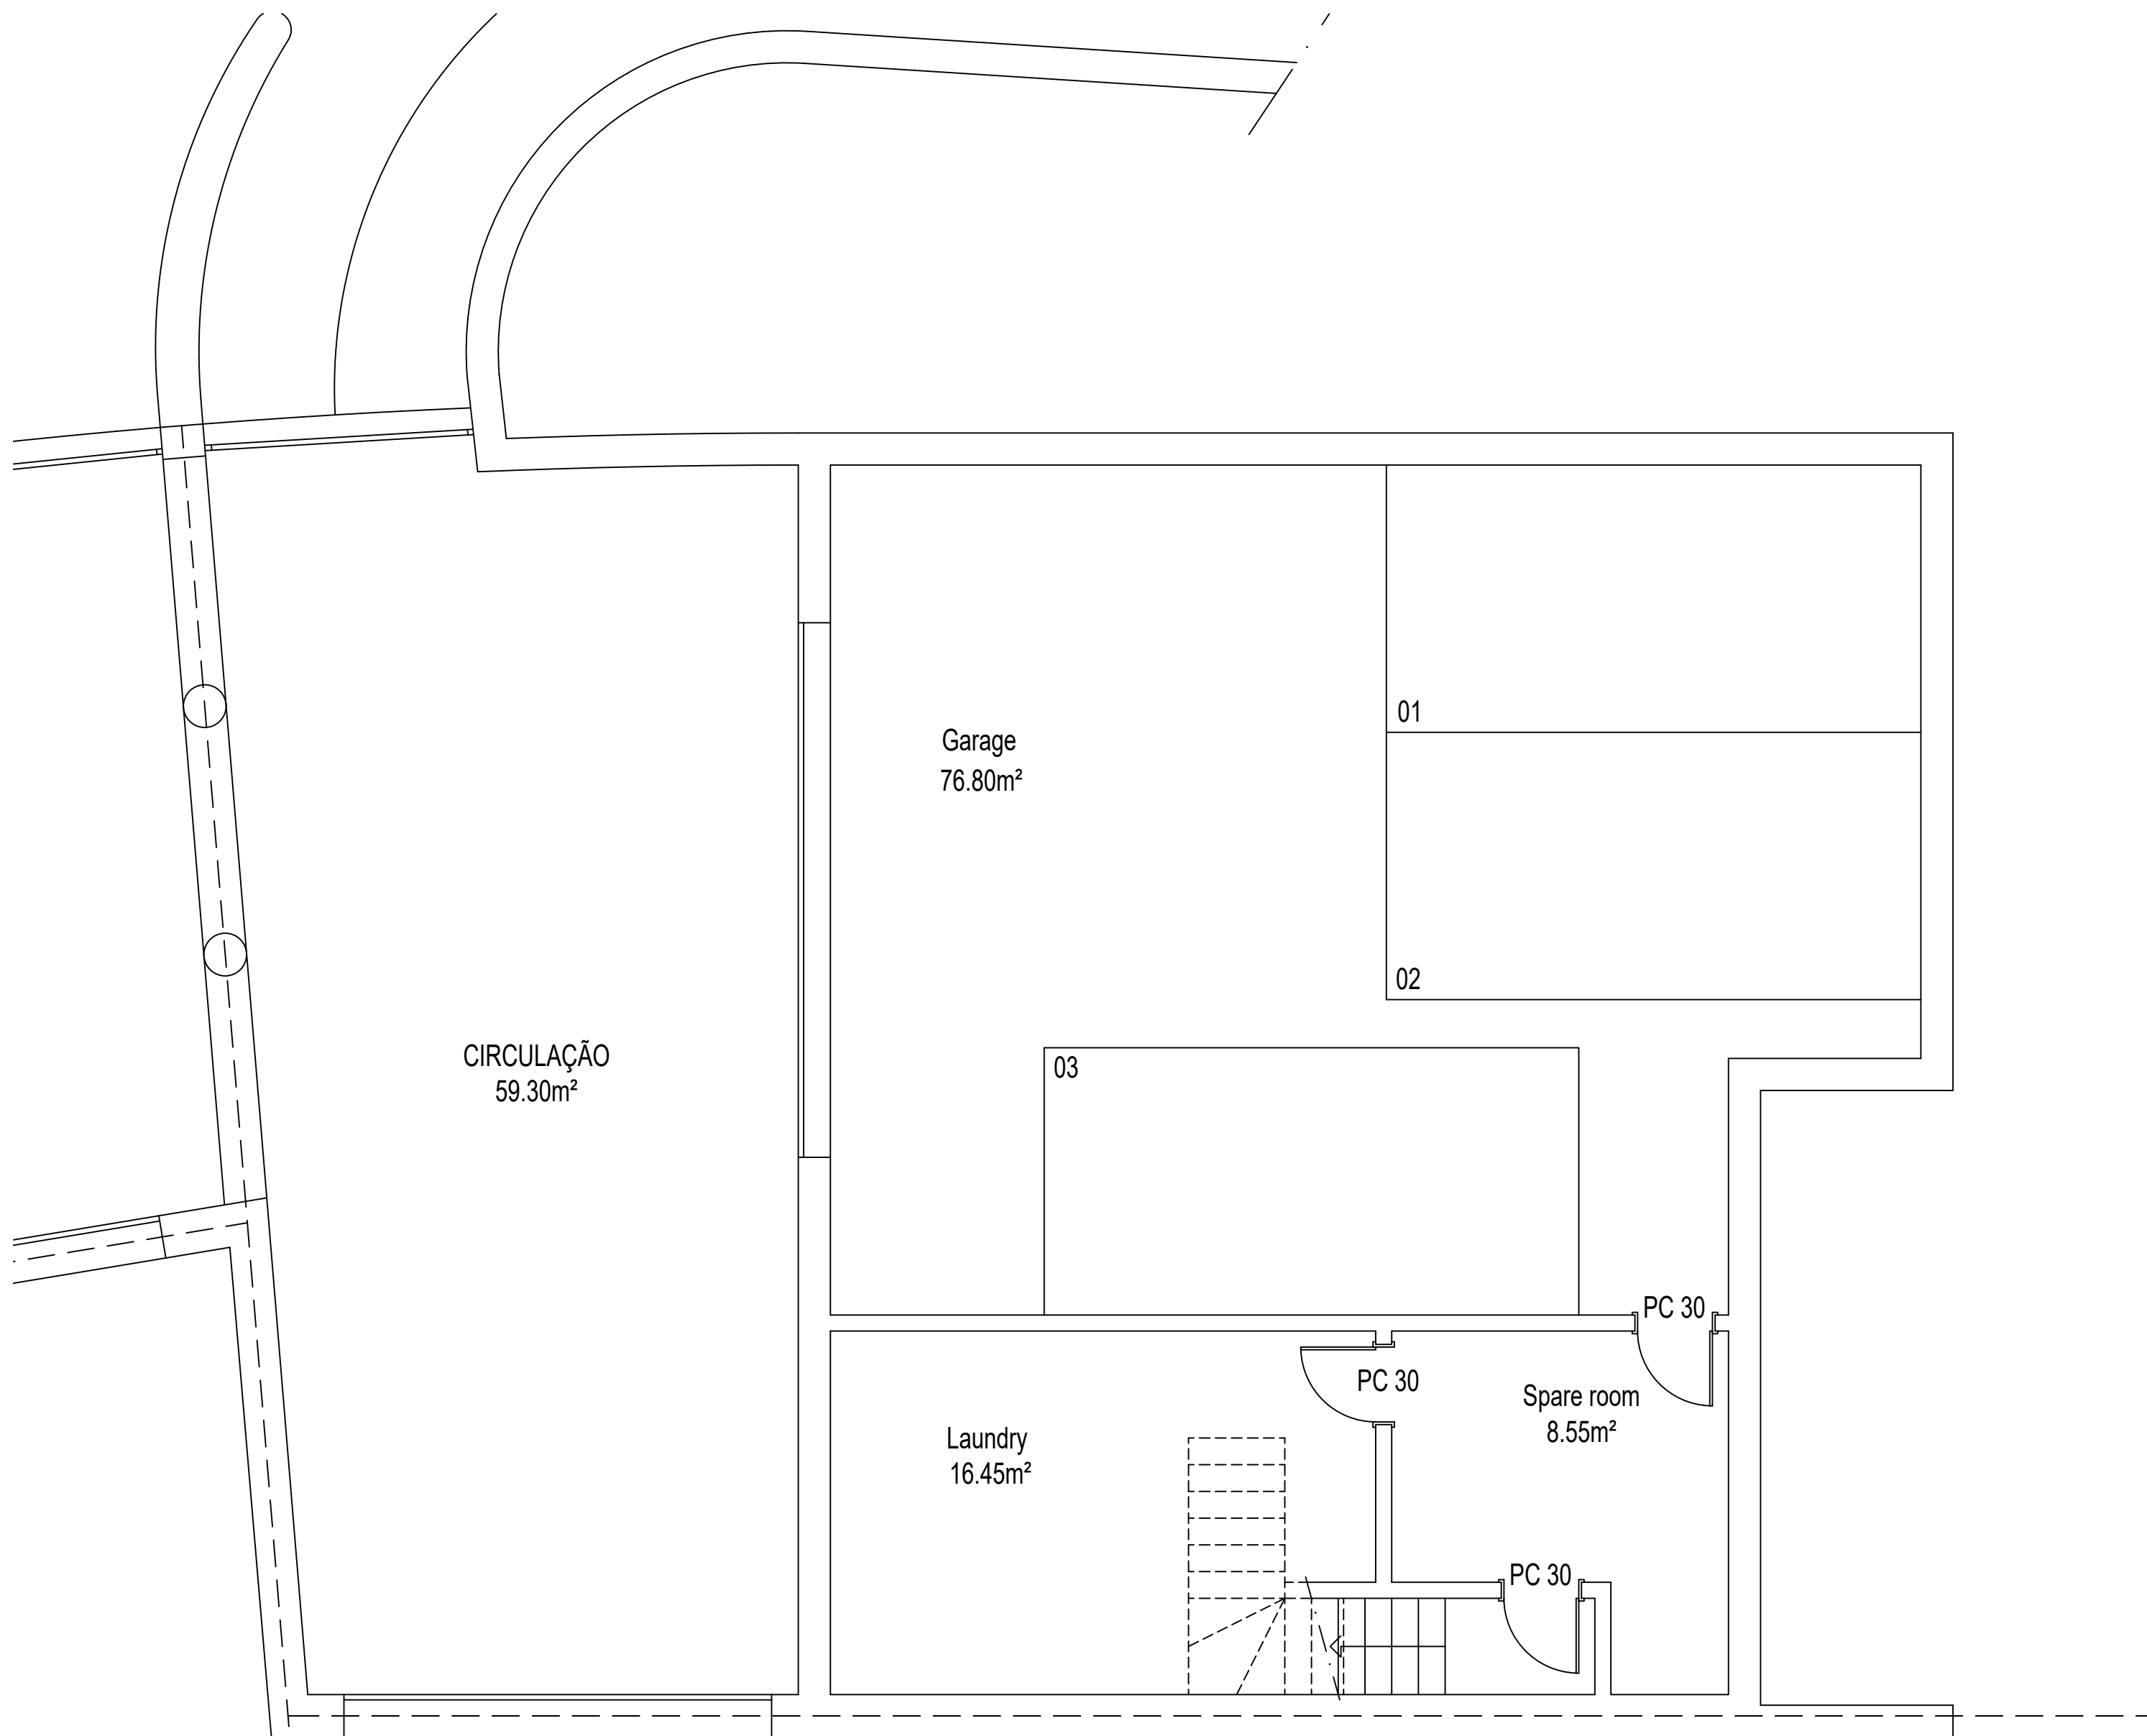 01
Garage
76.80m²
02
CIRCULAÇÃO
59.30m²
03
PC 30
PC 30
Spare room
8.55m²
Laundry
16.45m²
PC 30